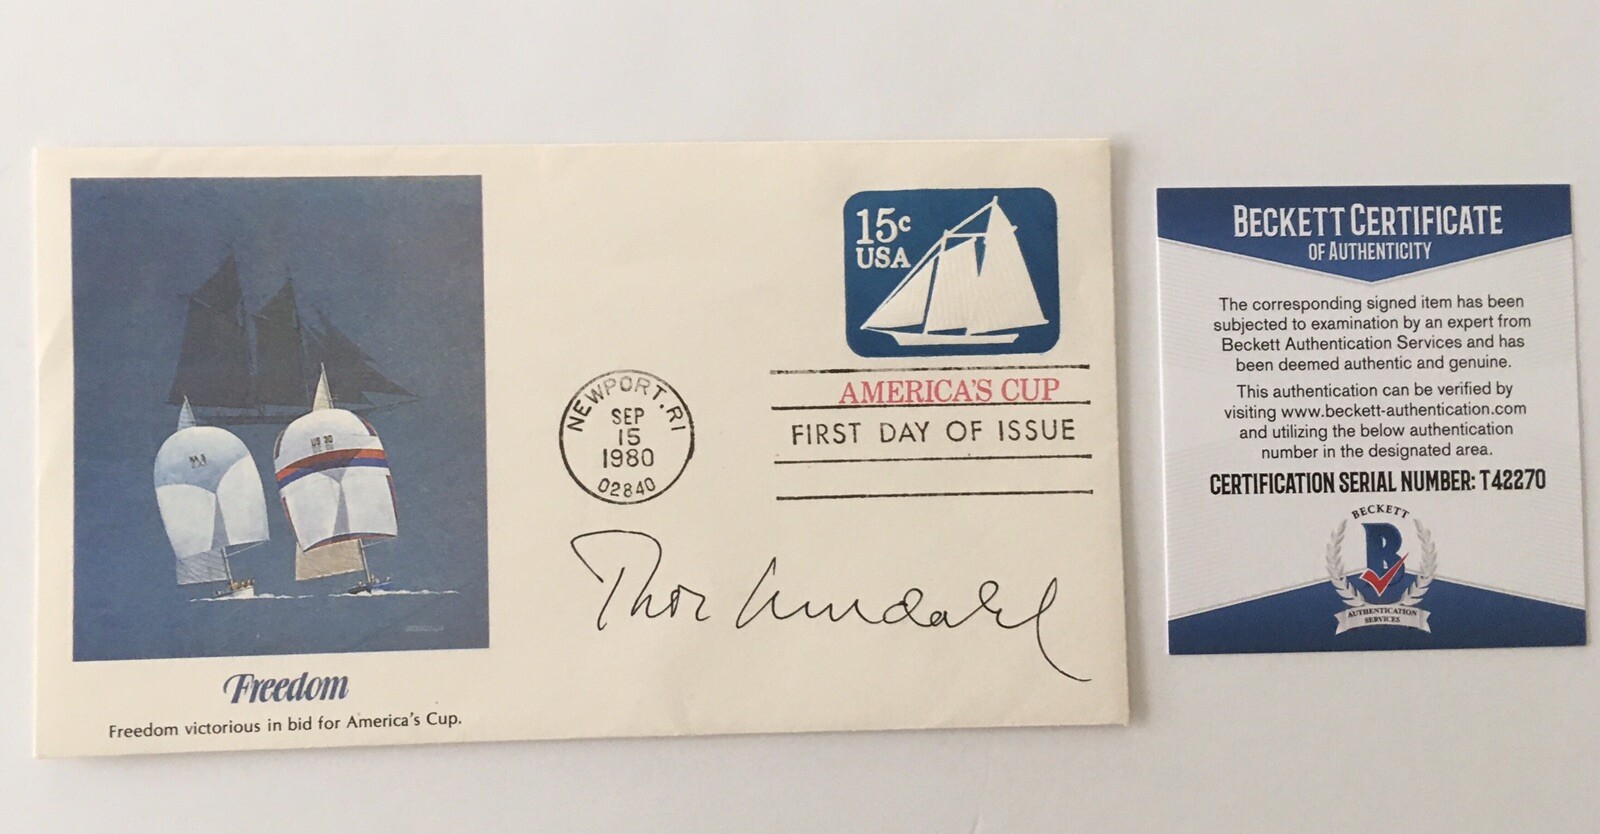 15c
USA
AMERICA'S CUP
FIRST DAY OF ISSUE
NEWPORT. RI
SEP
15
1980
02840
US 30
Thor
Freedom
Freedom victorious in bid for America's Cup.
BECKETT CERTIFICATE
OF AUTHENTICITY
The corresponding signed item has been
subjected to examination by an expert from
Beckett Authentication Services and has
been deemed authentic and genuine.
This authentication can be verified by
visiting www.beckett-authentication.com
and utilizing the below authentication
number in the designated area.
CERTIFICATION SERIAL NUMBER: T42270
BECKETT
B
AUTHENTICATION
SERVICES